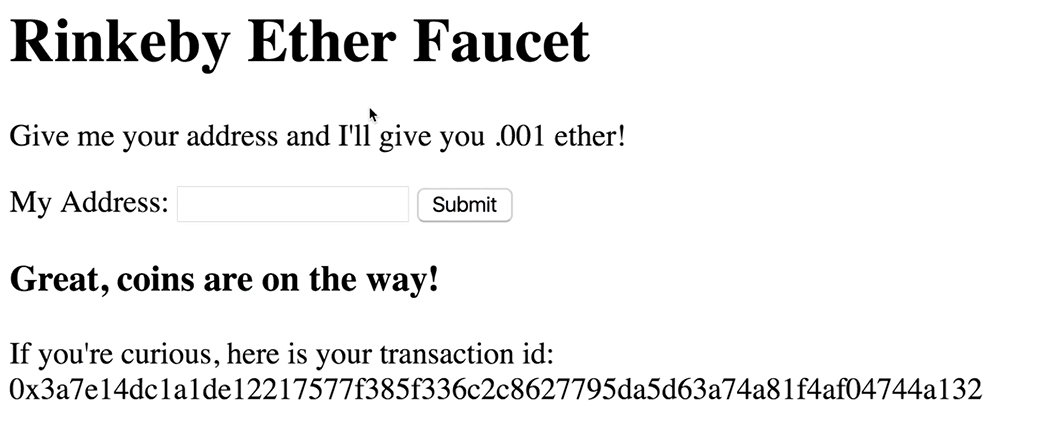 Rinkeby Ether Faucet
Give me your address and I'll give you .001 ether!
My Address: Submit
Great, coins are on the way!
If you're curious, here is your transaction id:
0x3a7e14dc1a1de12217577f385f336c2c8627795da5d63a74a81f4af04744a132